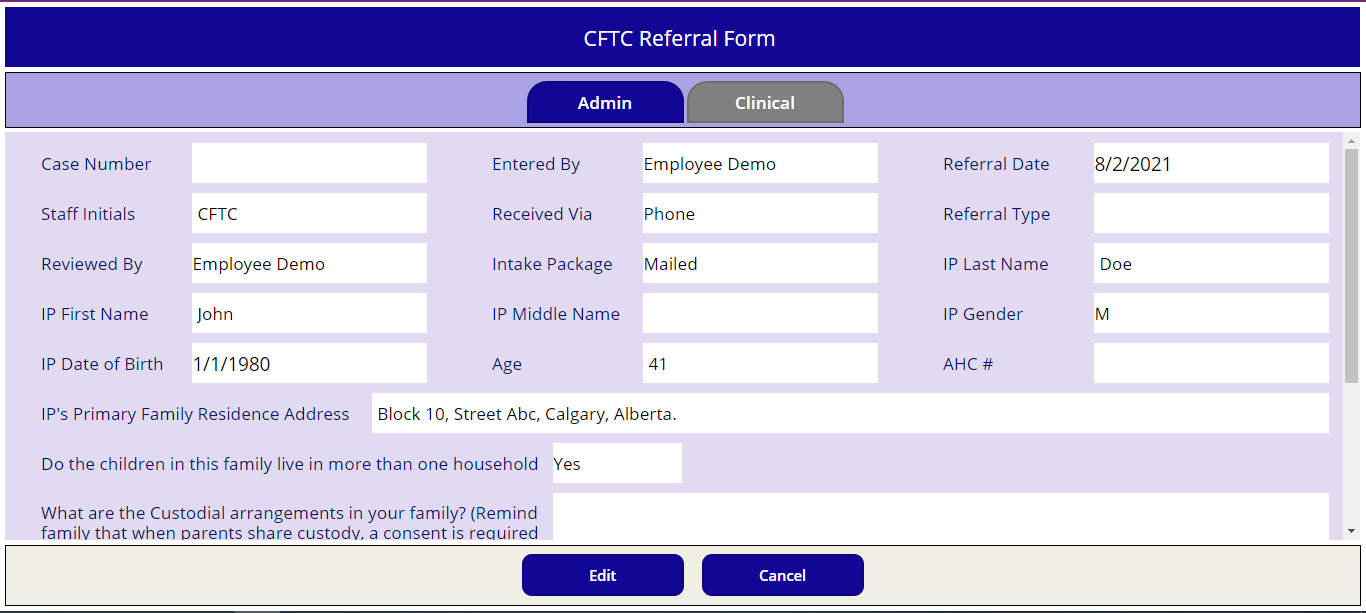 CFTC Referral Form
Admin Clinical
Case Number Entered By Employee Demo Referral Date 8/2/2021
Staff Initials CFTC Received Via Phone Referral Type
Reviewed By Employee Demo Intake Package Mailed IP Last Name Doe
IP First Name John IP Middle Name IP Gender M
IP Date of Birth 1/1/1980 Age 41 AHC #
IP's Primary Family Residence Address Block 10, Street Abc, Calgary, Alberta.
Do the children in this family live in more than one household Yes
What are the Custodial arrangements in your family? (Remind
family that when parents share custody, a consent is required
Edit Cancel